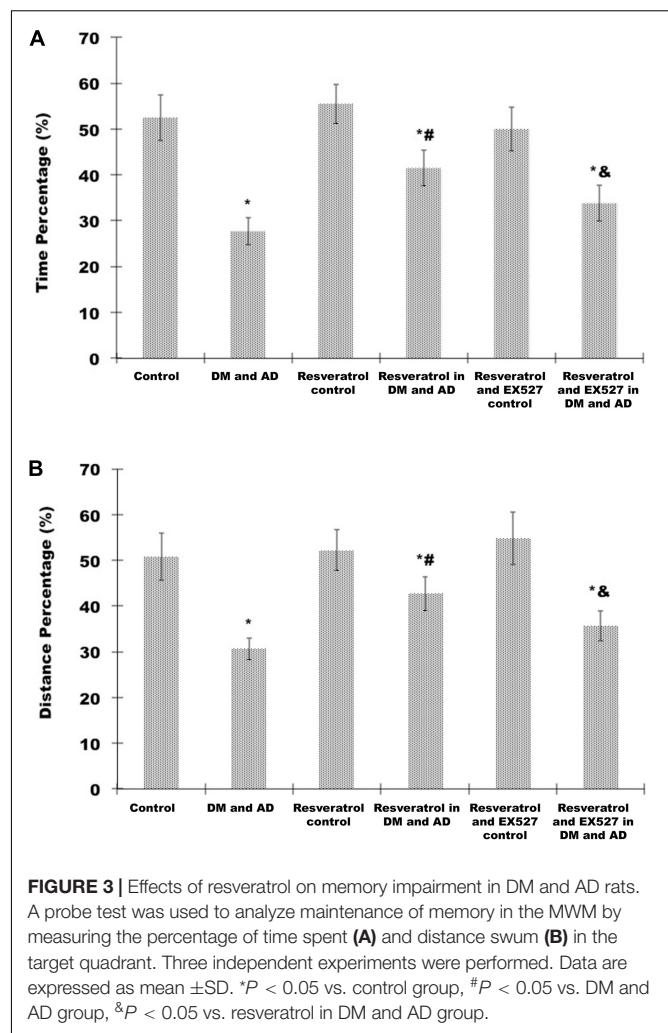 A
70
60
50
40
30
20
10
0
Time Percentage (%)
*
*#
*&
Control
DM and AD
Resveratrol
control
Resveratrol in
DM and AD
Resveratrol
and EX527
control
Resveratrol
and EX527 in
DM and AD
B
70
60
50
40
30
20
10
0
Distance Percentage (%)
*
*#
*&
Control
DM and AD
Resveratrol
control
Resveratrol in
DM and AD
Resveratrol
and EX527
control
Resveratrol
and EX527 in
DM and AD
FIGURE 3 | Effects of resveratrol on memory impairment in DM and AD rats.
A probe test was used to analyze maintenance of memory in the MWM by
measuring the percentage of time spent (A) and distance swum (B) in the
target quadrant. Three independent experiments were performed. Data are
expressed as mean ±SD. *P < 0.05 vs. control group, #P < 0.05 vs. DM and
AD group, &P < 0.05 vs. resveratrol in DM and AD group.